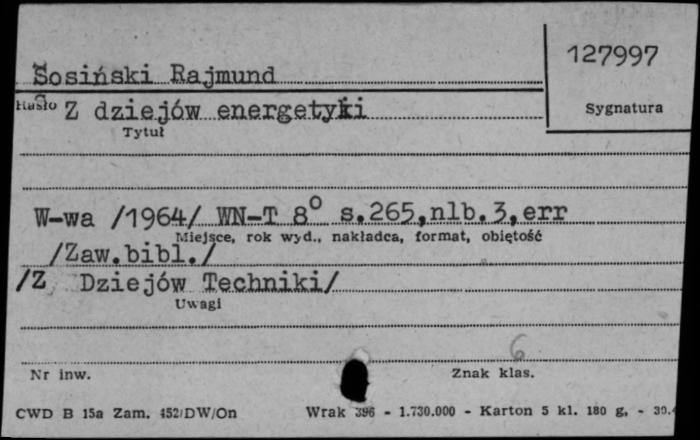 127997
Sosiński Rajmund
Hasło Z dziejów energetyki
Sygnatura
Tytuł
W-wa /1964/ WN-T 8° s.265,nlb.3,err
Miejsce, rok wyd., nakładca, format, objętość
/Zaw.bibl./
/Z Dziejów Techniki/
Uwagi
6
Nr inw. Znak klas.
CWD B 15a Zam. 452/DW/On Wrak 396 - 1.730.000 - Karton 5 kl. 180 g. - 30.